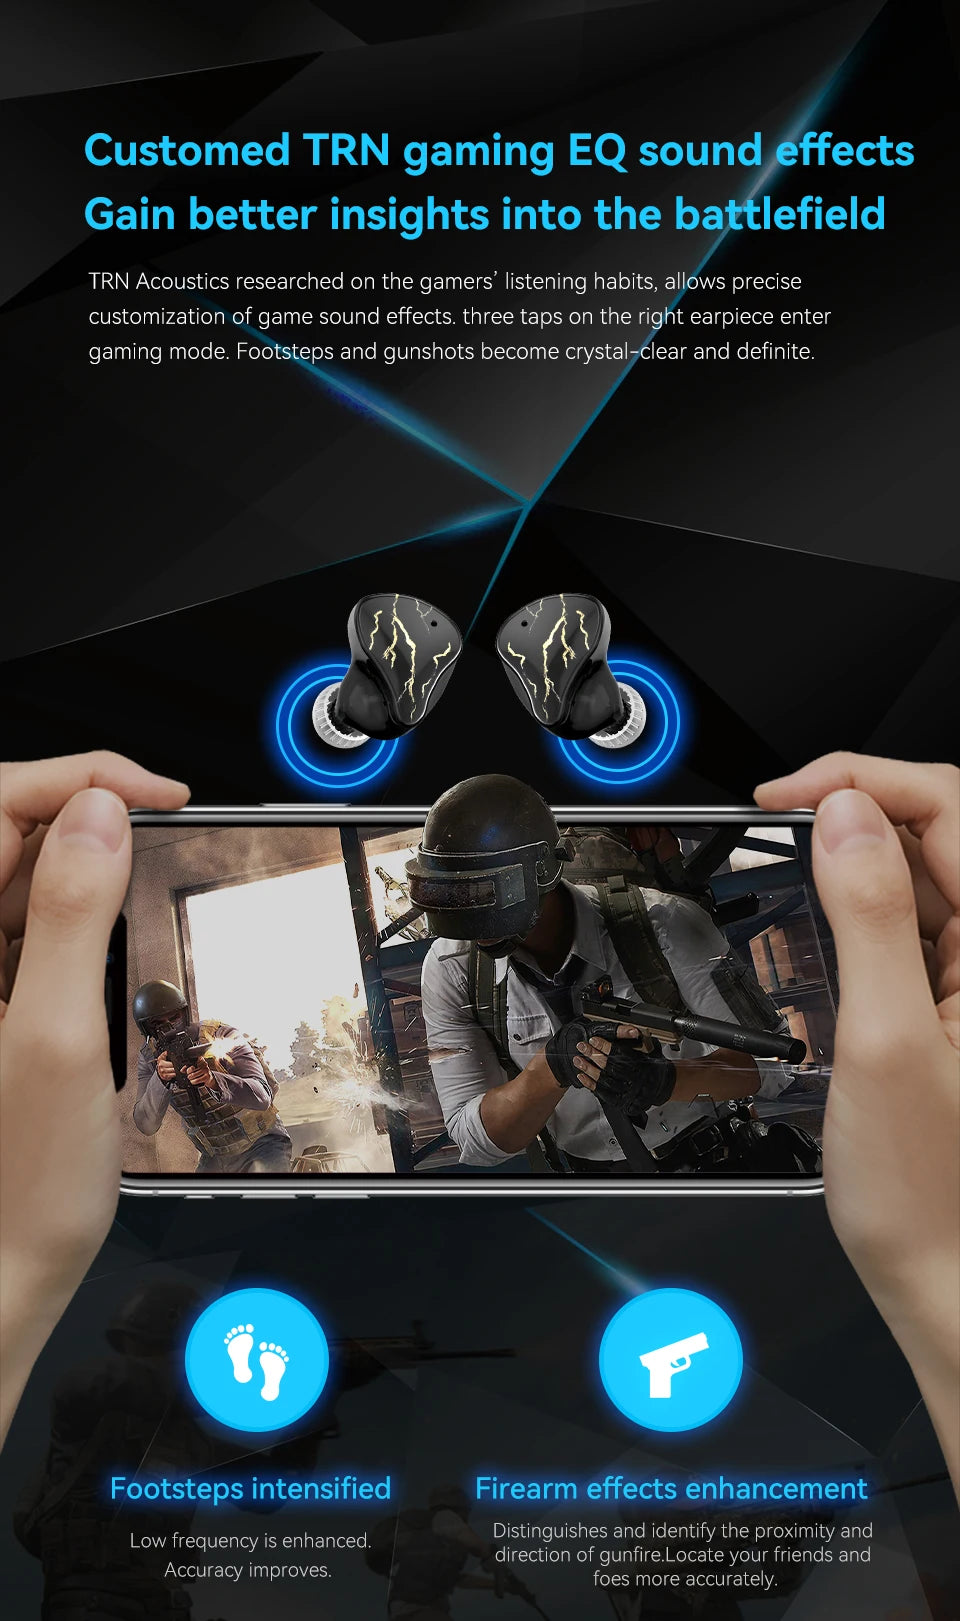 Customed TRN gaming EQ sound effects
Gain better insights into the battlefield
TRN Acoustics researched on the gamers’ listening habits, allows precise
customization of game sound effects. three taps on the right earpiece enter
gaming mode. Footsteps and gunshots become crystal-clear and definite.
Footsteps intensified
Low frequency is enhanced.
Accuracy improves.
Firearm effects enhancement
Distinguishes and identify the proximity and
direction of gunfire.Locate your friends and
foes more accurately.